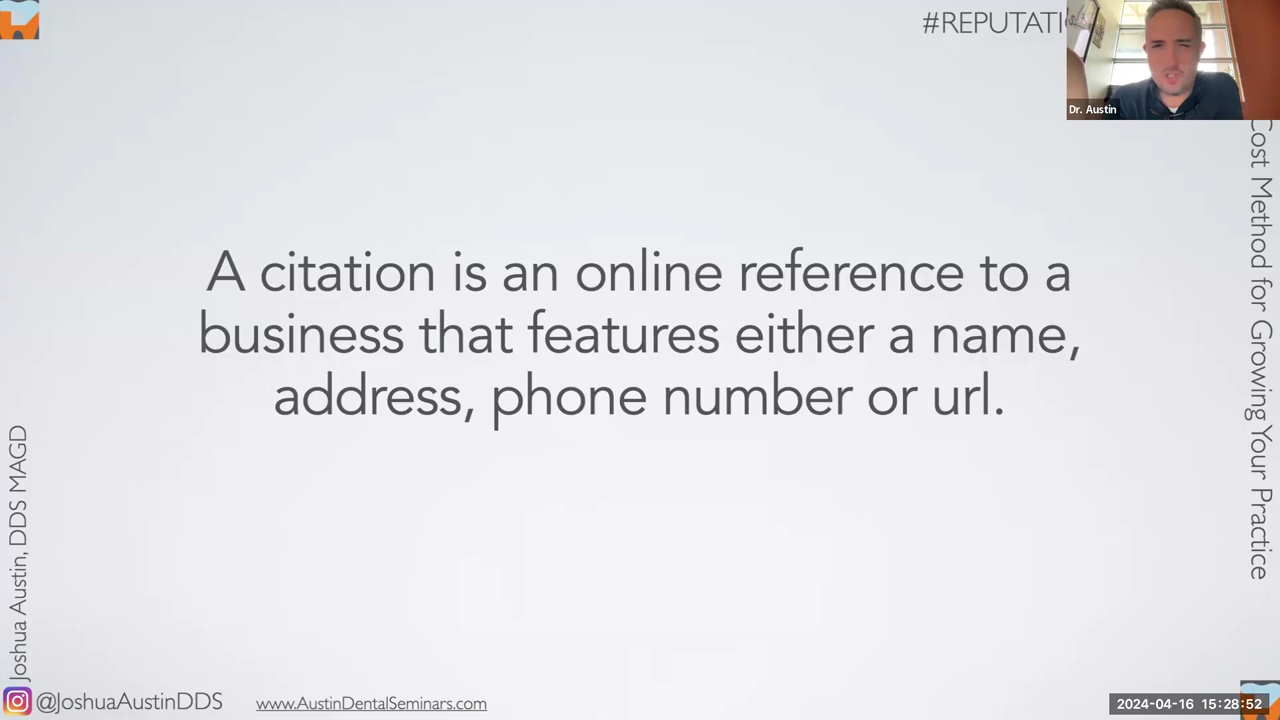 #REPUTATI
Dr. Austin
A citation is an online reference to a
business that features either a name,
address, phone number or url.
Cost Method for Growing Your Practice
Joshua Austin, DDS MAGD
@JoshuaAustinDDS
www.AustinDentalSeminars.com
2024-04-16 15:28:52